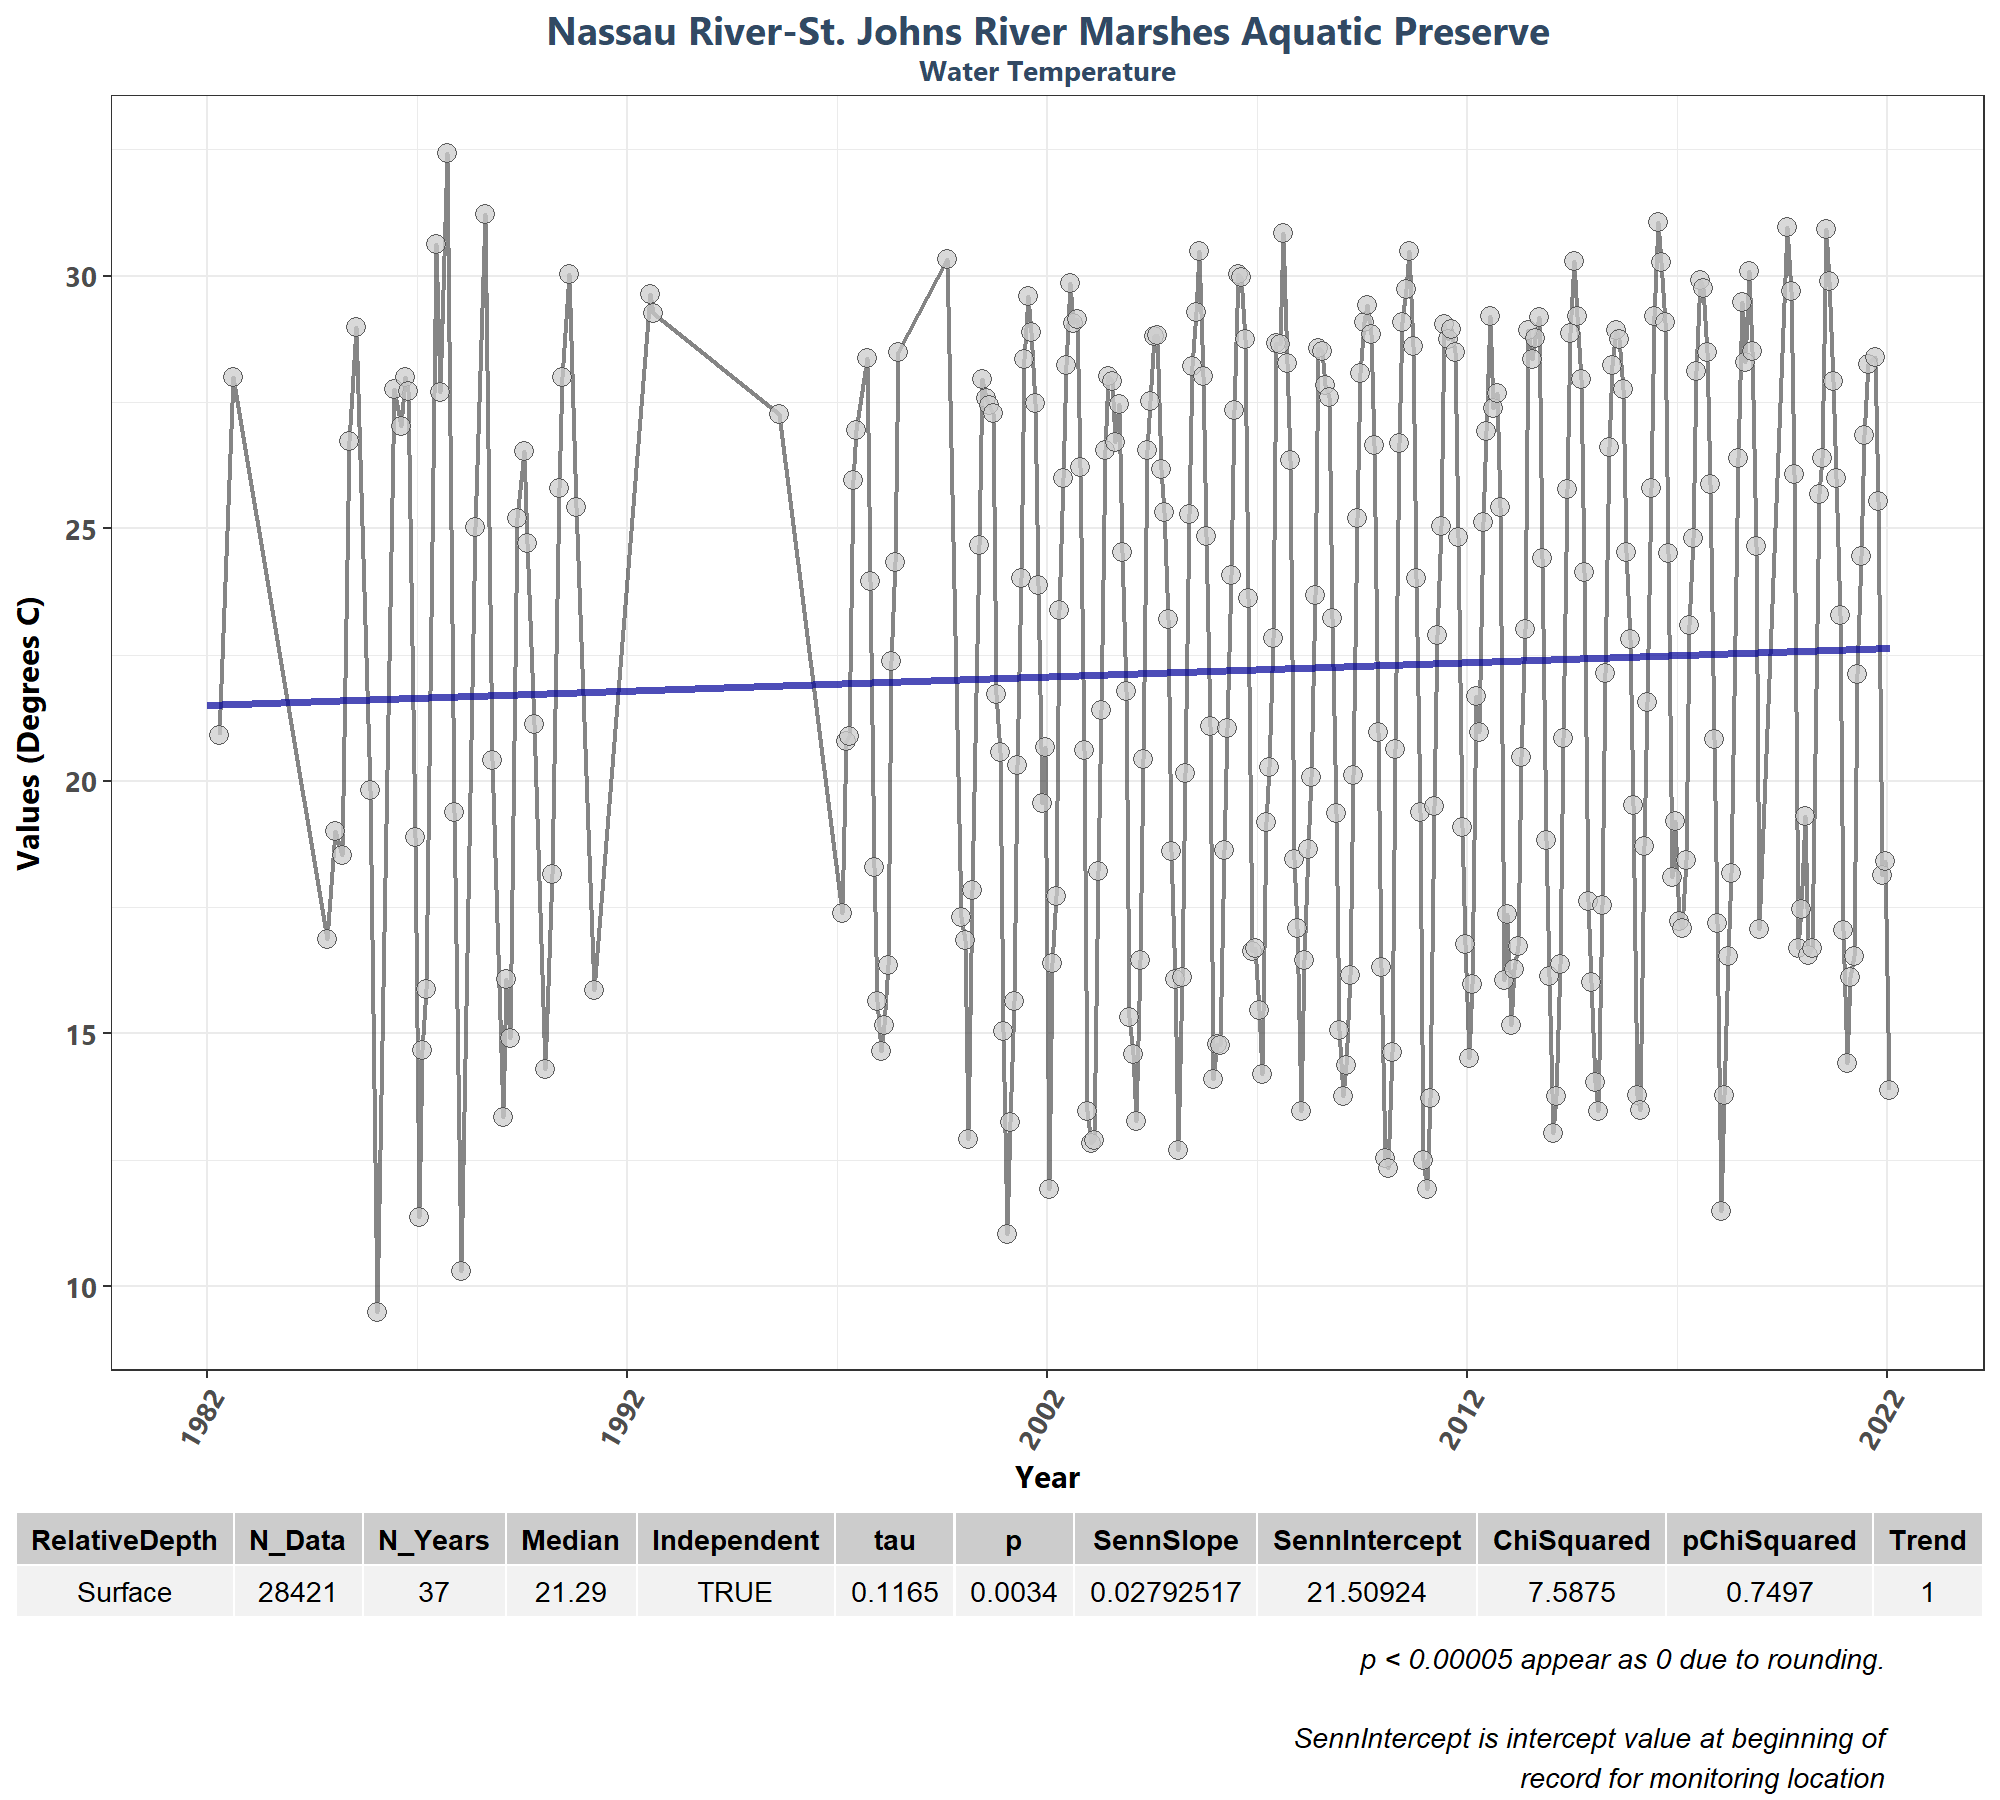 Nassau River-St. Johns River Marshes Aquatic Preserve
Water Temperature
Values (Degrees C)
30
25
20
15
10
1982 1992 2002 2012 2022
Year
RelativeDepth N_Data N_Years Median Independent tau p SennSlope SennIntercept ChiSquared pChiSquared Trend
Surface 28421 37 21.29 TRUE 0.1165 0.0034 0.02792517 21.50924 7.5875 0.7497 1
p < 0.00005 appear as 0 due to rounding.
SennIntercept is intercept value at beginning of
record for monitoring location